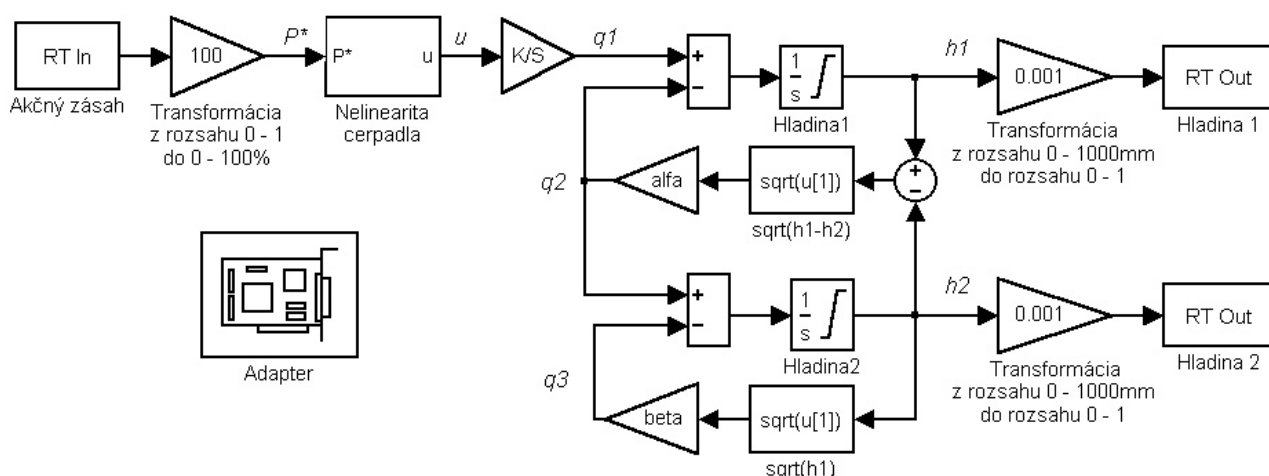 RT In
Akčný zásah
100
Transformácia
z rozsahu 0 - 1
do 0 - 100%
P*
P*
u
Nelinearita
cerpadla
u
K/S
q1
+
−
1
s
Hladina1
h1
0.001
Transformácia
z rozsahu 0 - 1000mm
do rozsahu 0 - 1
RT Out
Hladina 1
q2
alfa
sqrt(u[1])
sqrt(h1-h2)
+
−
Adapter
+
−
1
s
Hladina2
h2
0.001
Transformácia
z rozsahu 0 - 1000mm
do rozsahu 0 - 1
RT Out
Hladina 2
q3
beta
sqrt(u[1])
sqrt(h1)